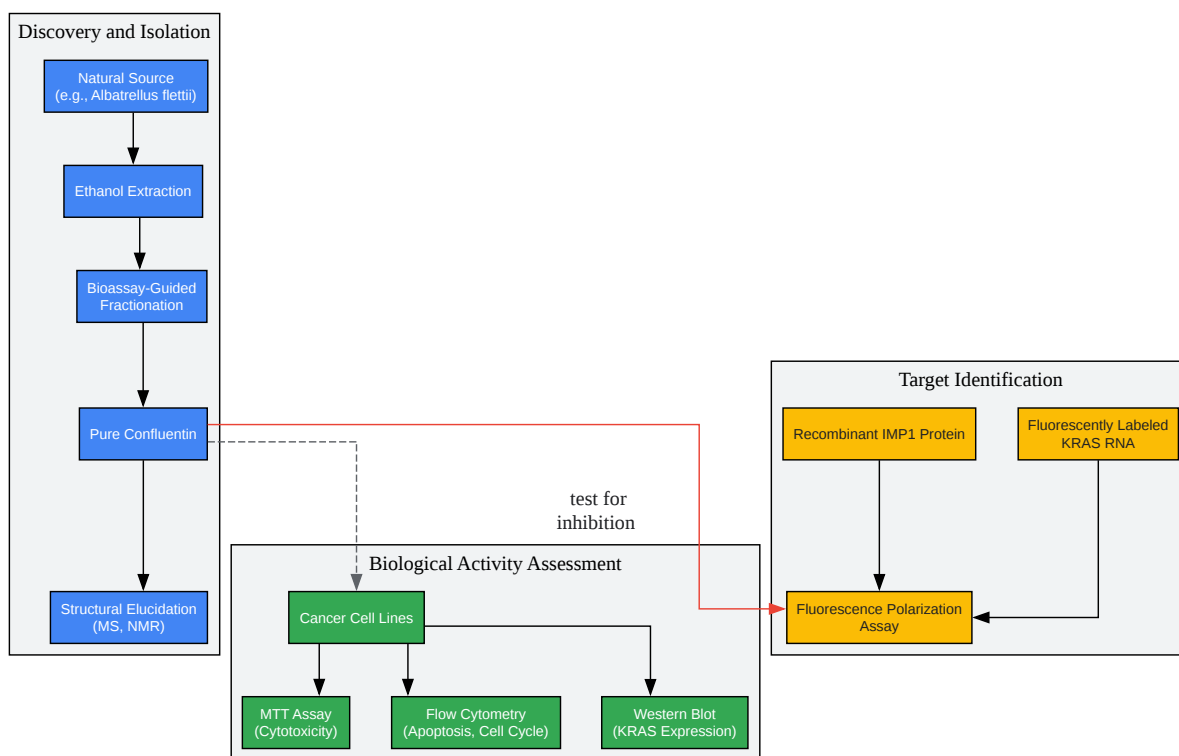 Discovery and Isolation
Natural Source
(e.g., Albatrellus flettii)
Ethanol Extraction
Bioassay-Guided
Fractionation
Pure Confluentin
Structural Elucidation
(MS, NMR)
test for
inhibition
Biological Activity Assessment
Cancer Cell Lines
MTT Assay
(Cytotoxicity)
Flow Cytometry
(Apoptosis, Cell Cycle)
Western Blot
(KRAS Expression)
Target Identification
Recombinant IMP1 Protein
Fluorescently Labeled
KRAS RNA
Fluorescence Polarization
Assay